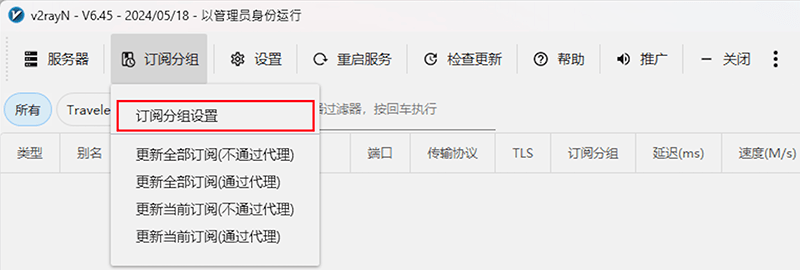 v2rayN - V6.45 - 2024/05/18 - 以管理员身份运行
服务器 订阅分组 设置 重启服务 检查更新 帮助 推广 关闭
所有 Travele 过滤器，按回车执行
订阅分组设置
类型 别名 端口 传输协议 TLS 订阅分组 延迟(ms) 速度(M/s)
更新全部订阅(不通过代理)
更新全部订阅(通过代理)
更新当前订阅(不通过代理)
更新当前订阅(通过代理)